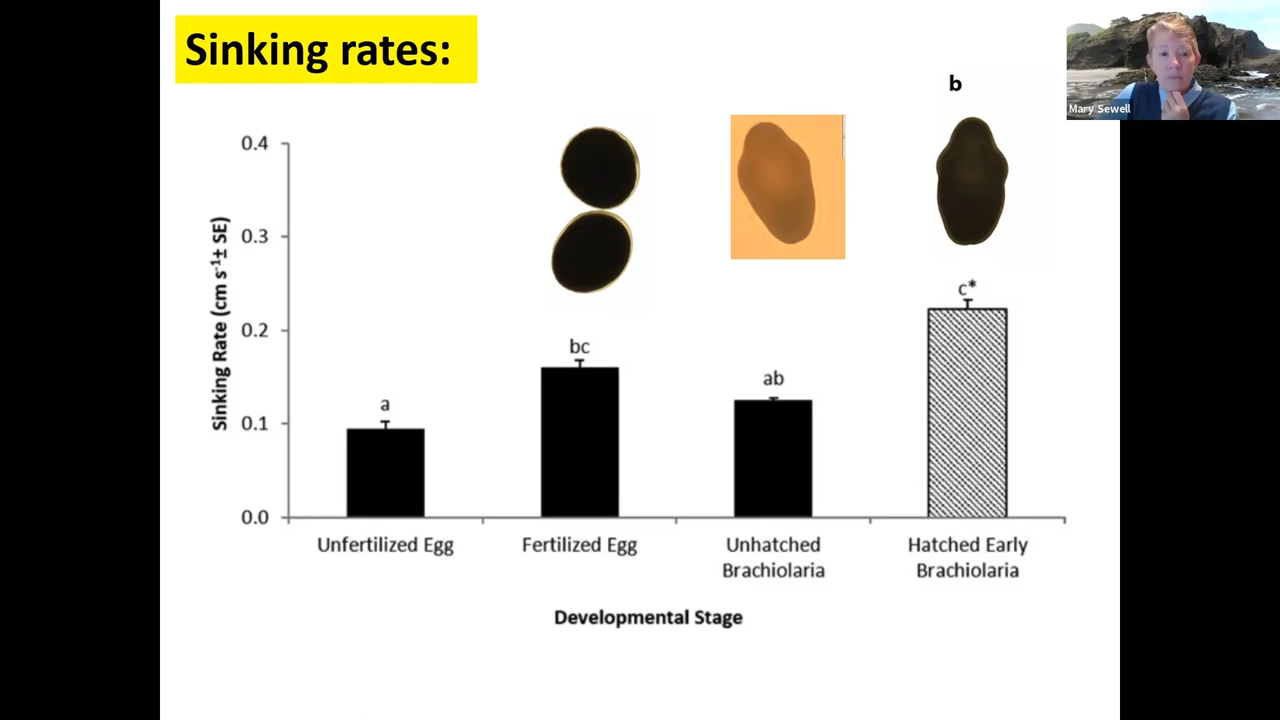 Sinking rates:
Mary Sewell
b
0.4
0.3
0.2
0.1
0.0
Sinking Rate (cm s⁻¹± SE)
a
bc
ab
c*
Unfertilized Egg
Fertilized Egg
Unhatched
Brachiolaria
Hatched Early
Brachiolaria
Developmental Stage